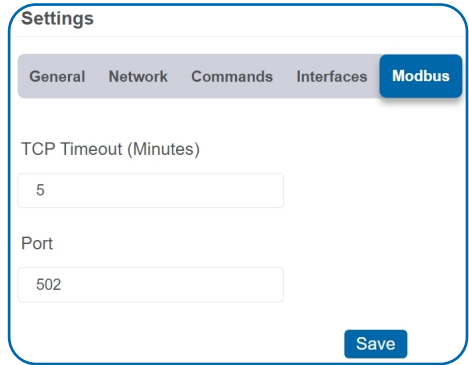 Settings
General Network Commands Interfaces Modbus
TCP Timeout (Minutes)
5
Port
502
Save